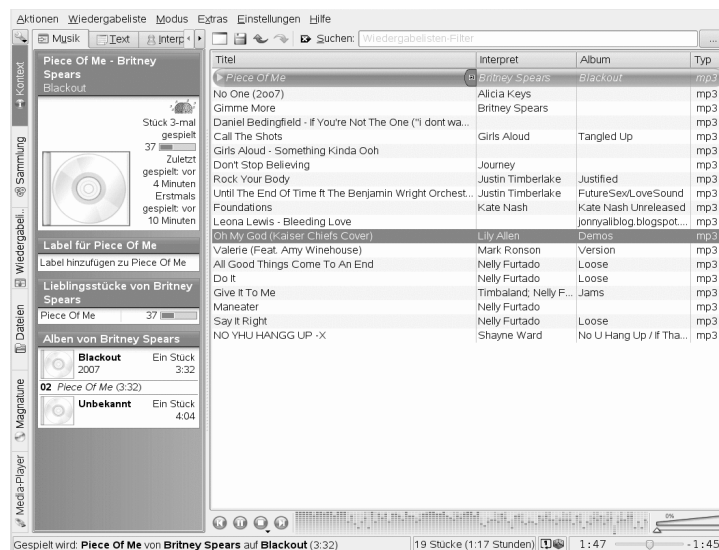 Aktionen Wiedergabeliste Modus Extras Einstellungen Hilfe
Musik Text Interp
Suchen: Wiedergabelisten-Filter ...
Kontext
Sammlung
Wiedergabeli..
Dateien
Magnatune
Media-Player
Piece Of Me - Britney
Spears
Blackout
Stück 3-mal
gespielt
37
Zuletzt
gespielt: vor
4 Minuten
Erstmals
gespielt: vor
10 Minuten
Label für Piece Of Me
Label hinzufügen zu Piece Of Me
Lieblingsstücke von Britney
Spears
Piece Of Me 37
Alben von Britney Spears
Blackout Ein Stück
2007 3:32
02 Piece Of Me (3:32)
Unbekannt Ein Stück
4:04
Titel Interpret Album Typ
Piece Of Me Britney Spears Blackout mp3
No One (2oo7) Alicia Keys mp3
Gimme More Britney Spears mp3
Daniel Bedingfield - If You're Not The One ("i dont wa... mp3
Call The Shots Girls Aloud Tangled Up mp3
Girls Aloud - Something Kinda Ooh mp3
Don't Stop Believing Journey mp3
Rock Your Body Justin Timberlake Justified mp3
Until The End Of Time ft The Benjamin Wright Orchest... Justin Timberlake FutureSex/LoveSound mp3
Foundations Kate Nash Kate Nash Unreleased mp3
Leona Lewis - Bleeding Love jonnyaliblog.blogspot.... mp3
Oh My God (Kaiser Chiefs Cover) Lily Allen Demos mp3
Valerie (Feat. Amy Winehouse) Mark Ronson Version mp3
All Good Things Come To An End Nelly Furtado Loose mp3
Do It Nelly Furtado Loose mp3
Give It To Me Timbaland; Nelly F... Jams mp3
Maneater Nelly Furtado mp3
Say It Right Nelly Furtado Loose mp3
NO YHU HANGG UP -X Shayne Ward No U Hang Up / If Tha... mp3
0%
Gespielt wird: Piece Of Me von Britney Spears auf Blackout (3:32) 19 Stücke (1:17 Stunden) 1:47 -1:45